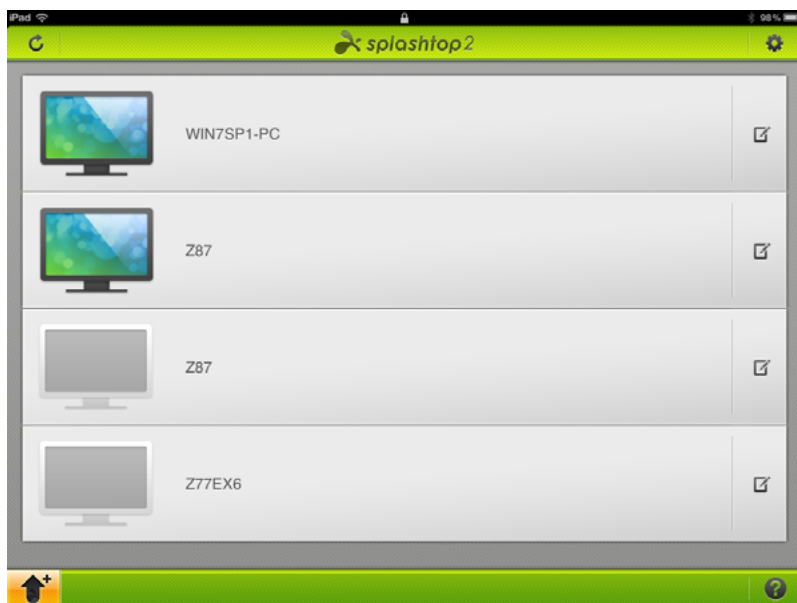 iPad 98%
splashtop2
WIN7SP1-PC
Z87
Z87
Z77EX6
?